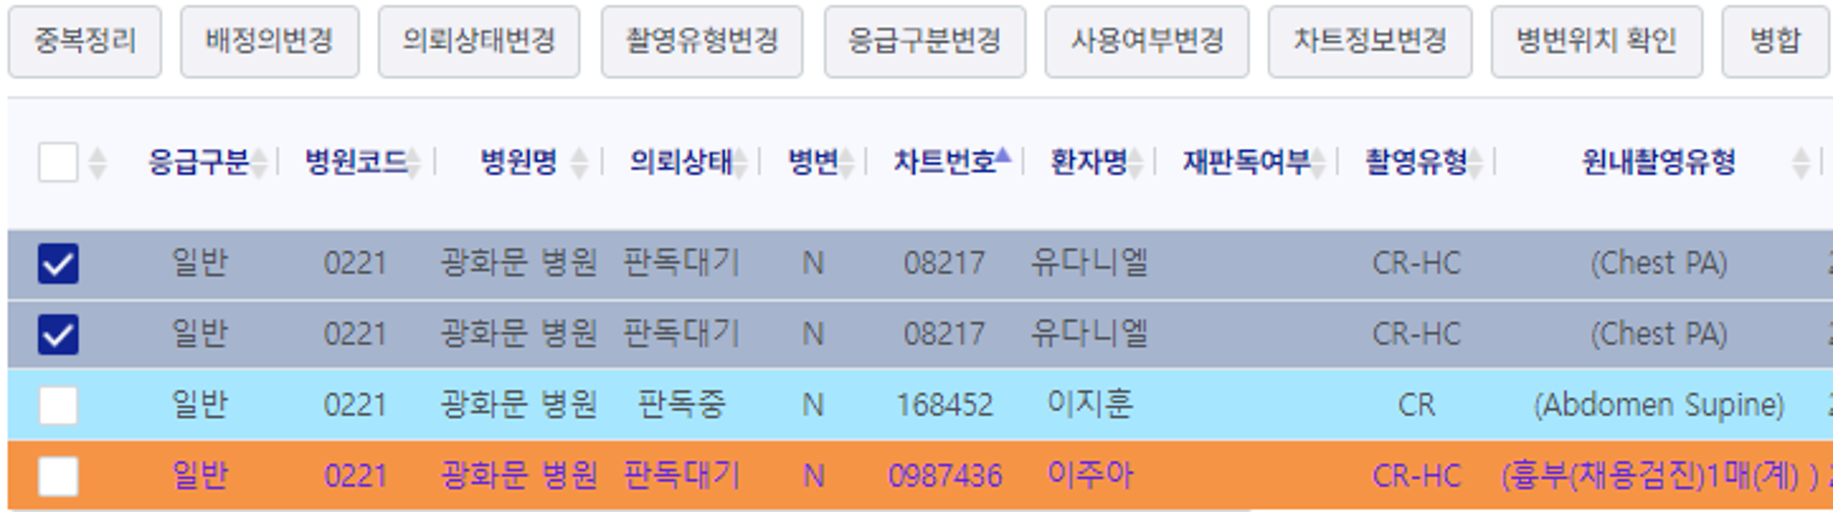 중복정리 배정의변경 의뢰상태변경 촬영유형변경 응급구분변경 사용여부변경 차트정보변경 병변위치 확인 병합
응급구분 병원코드 병원명 의뢰상태 병변 차트번호 환자명 재판독여부 촬영유형 원내촬영유형
일반 0221 광화문 병원 판독대기 N 08217 유다니엘 CR-HC (Chest PA)
일반 0221 광화문 병원 판독대기 N 08217 유다니엘 CR-HC (Chest PA)
일반 0221 광화문 병원 판독중 N 168452 이지훈 CR (Abdomen Supine)
일반 0221 광화문 병원 판독대기 N 0987436 이주아 CR-HC (흉부(채용검진)1매(계) )